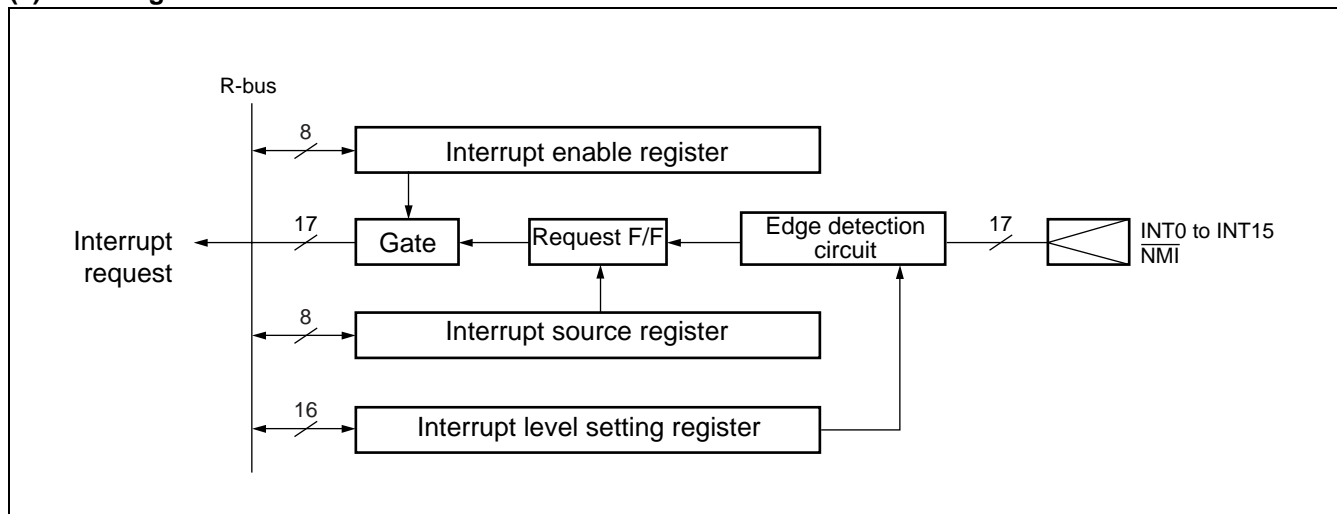 R-bus
8
Interrupt enable register
17
Interrupt
request
Gate
Request F/F
Edge detection
circuit
17
INT0 to INT15
NMI
8
Interrupt source register
16
Interrupt level setting register